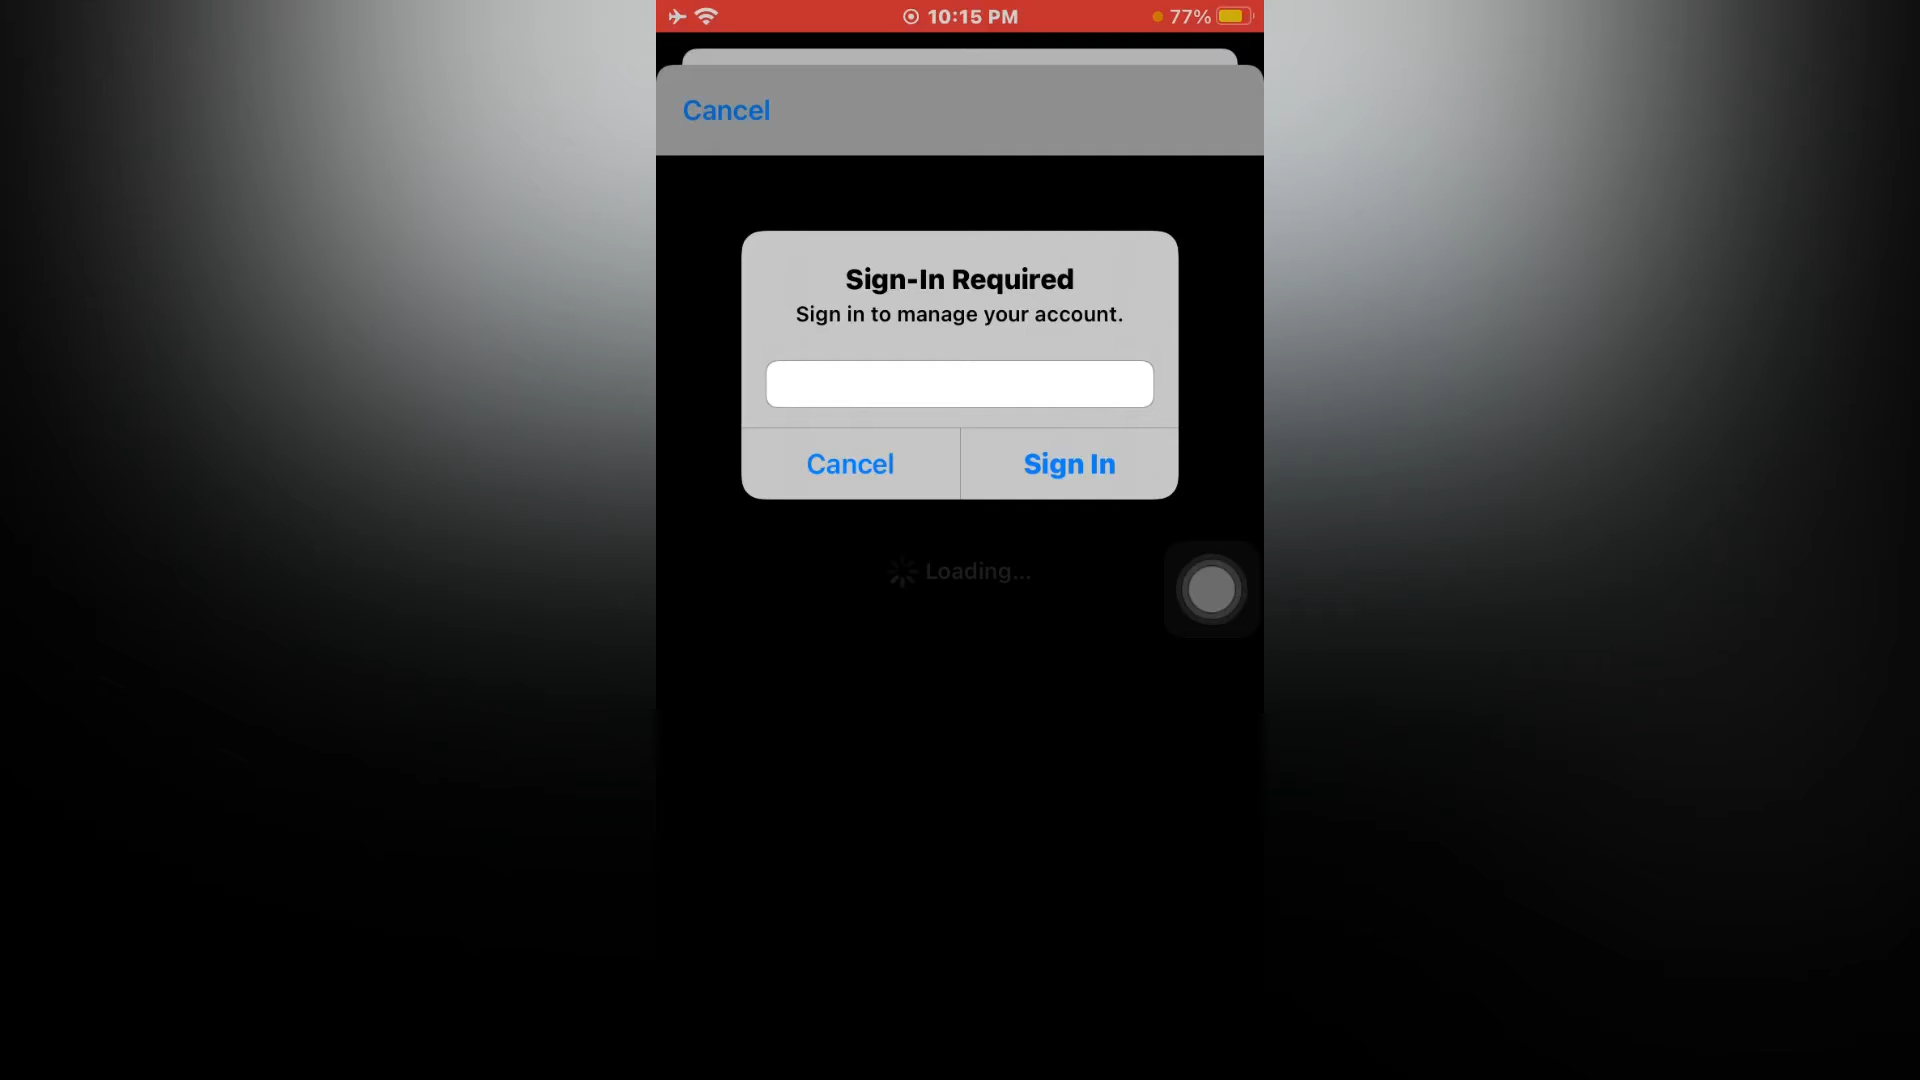 10:15 PM
77%
Cancel
Sign-In Required
Sign in to manage your account.
Cancel
Sign In
Loading...